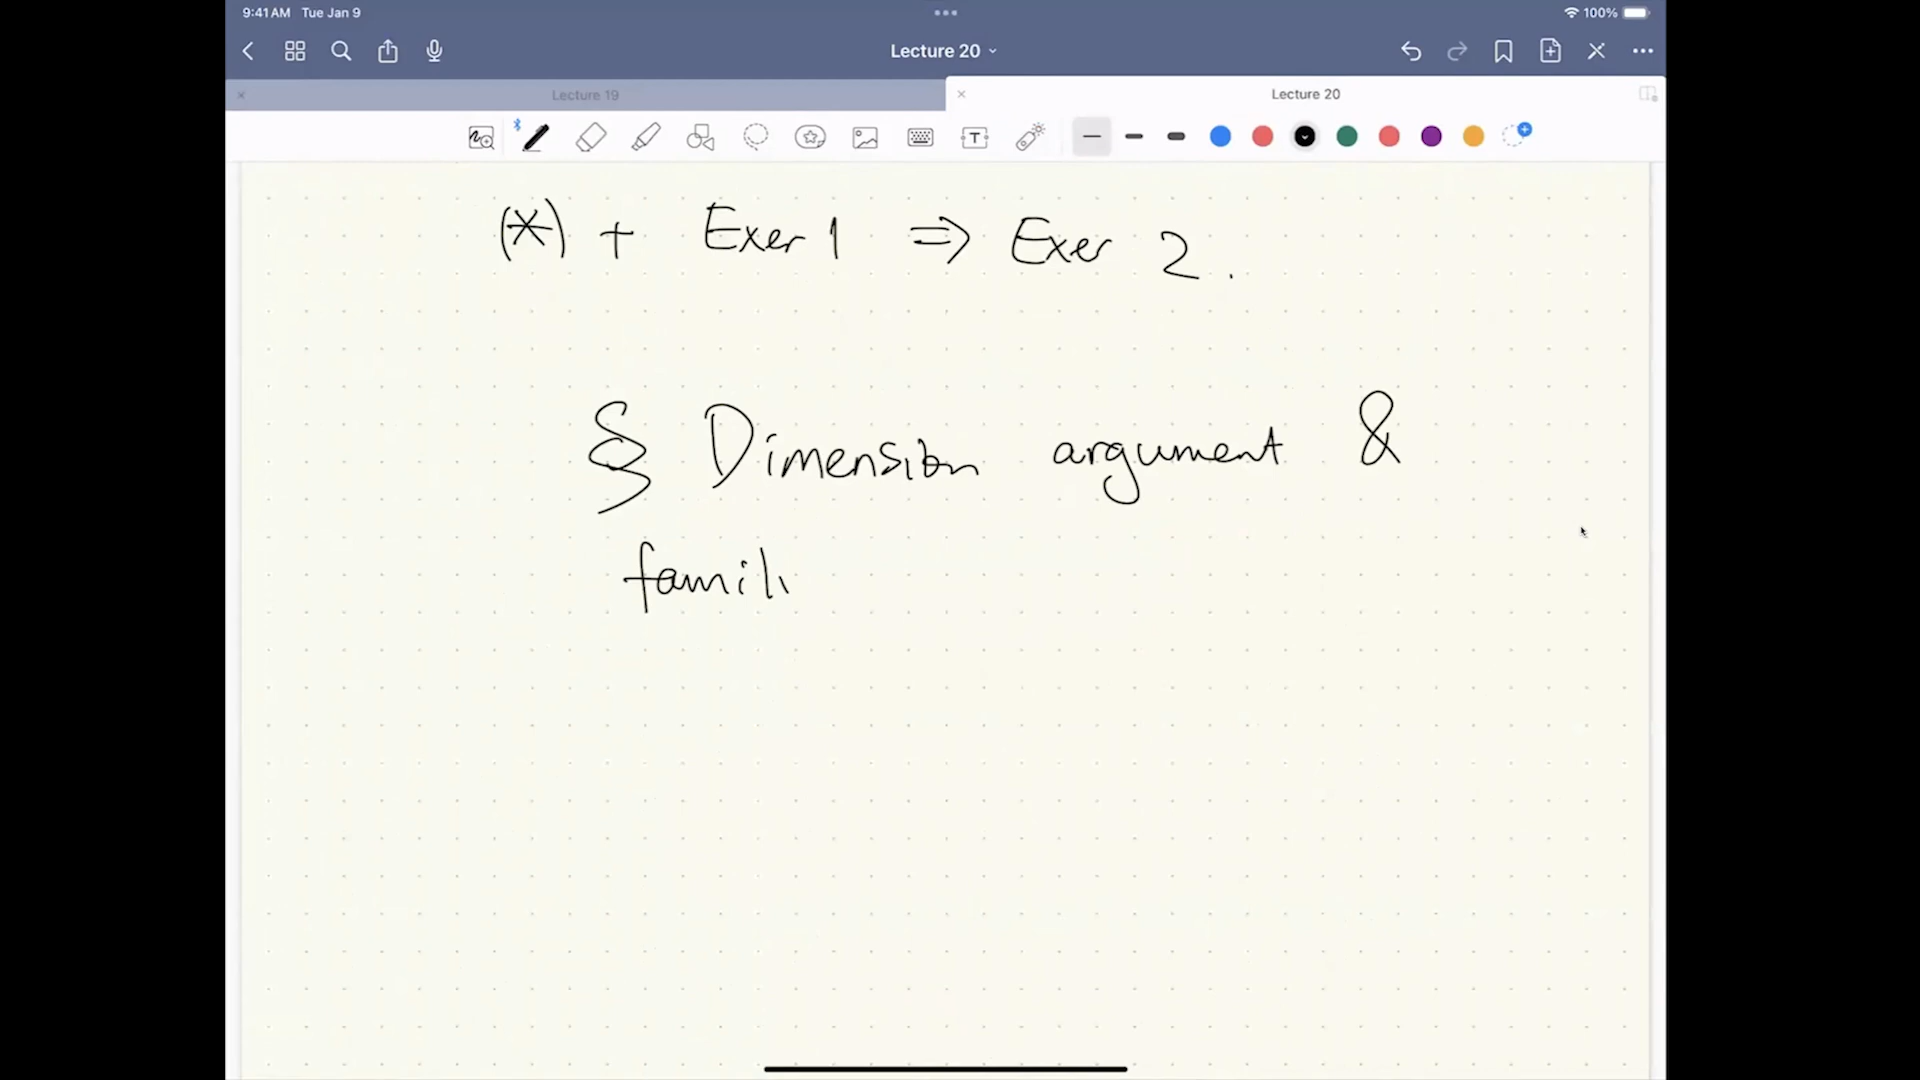 9:41 AM Tue Jan 9
100%
Lecture 20
Lecture 19
Lecture 20
(*) + Exer 1 ⇒ Exer 2.
§ Dimension argument &
famili